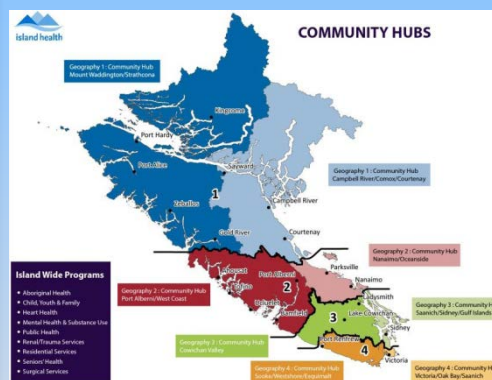 island health
COMMUNITY HUBS
Geography 1 : Community Hub
Mount Waddington/Strathcona
Kingcome
Port Hardy
Port Alice
Sayward
Geography 1 : Community Hub
Campbell River/Comox/Courtenay
1
Zeballos
Campbell River
Gold River
Courtenay
Geography 2 : Community Hub
Nanaimo/Oceanside
Parksville
Island Wide Programs
Aboriginal Health
Child, Youth & Family
Heart Health
Mental Health & Substance Use
Public Health
Renal/Trauma Services
Residential Services
Seniors' Health
Surgical Services
Ahousat
Port Alberni
Nanaimo
Geography 2 : Community Hub
Port Alberni/West Coast
Tofino
2
Ucluelet
Ladysmith
Bamfield
3
Lake Cowichan
Geography 3 : Community H
Saanich/Sidney/Gulf Islands
Geography 3 : Community Hub
Cowichan Valley
Sidney
Port Renfrew
4
Victoria
Geography 4 : Community Hub
Sooke/Westshore/Esquimalt
Geography 4 : Community H
Victoria/Oak Bay/Saanich